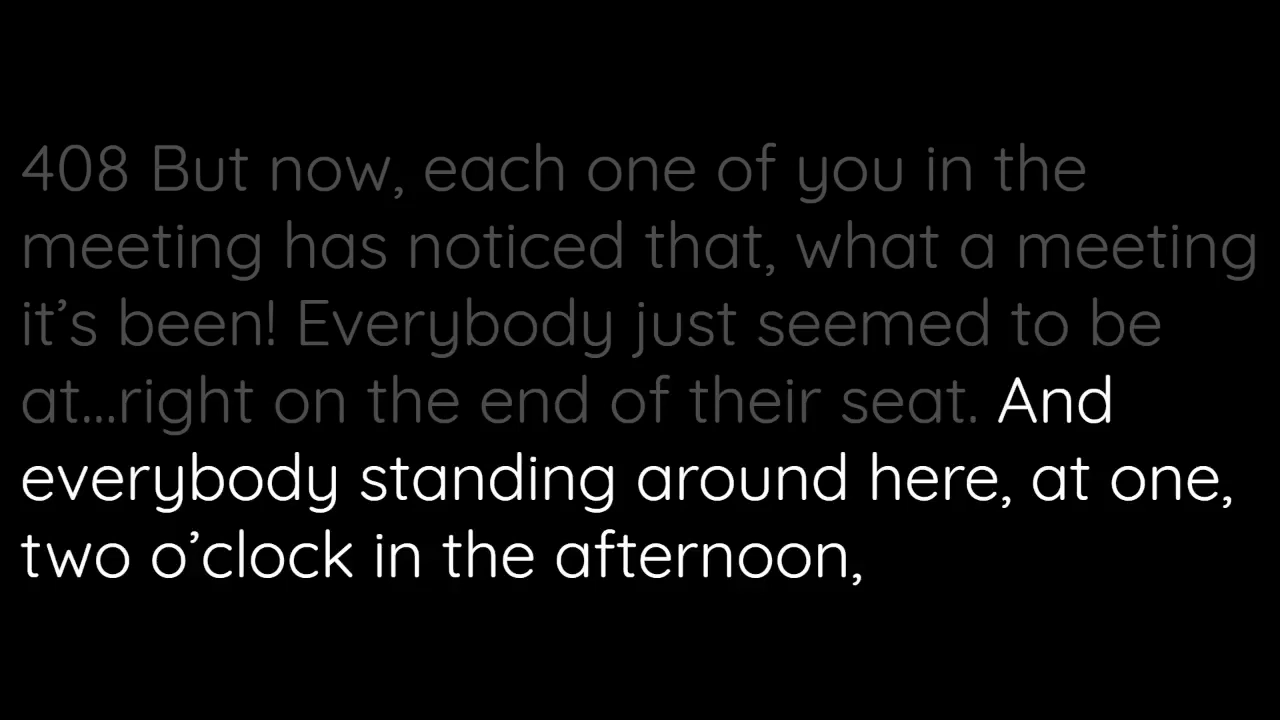 408 But now, each one of you in the
meeting has noticed that, what a meeting
it’s been! Everybody just seemed to be
at...right on the end of their seat. And
everybody standing around here, at one,
two o’clock in the afternoon,